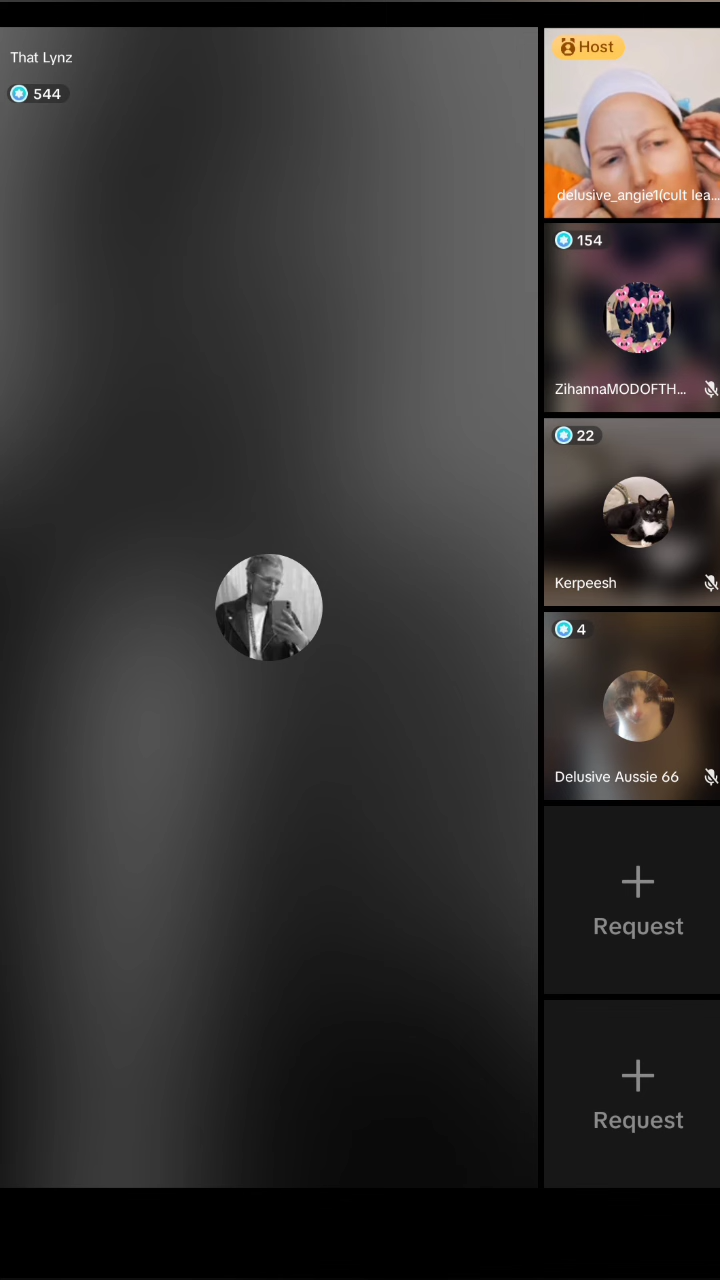 That Lynz
544
Host
delusive_angie1(cult lea...
154
ZihannaMODOFTH...
22
Kerpeesh
4
Delusive Aussie 66
Request
Request